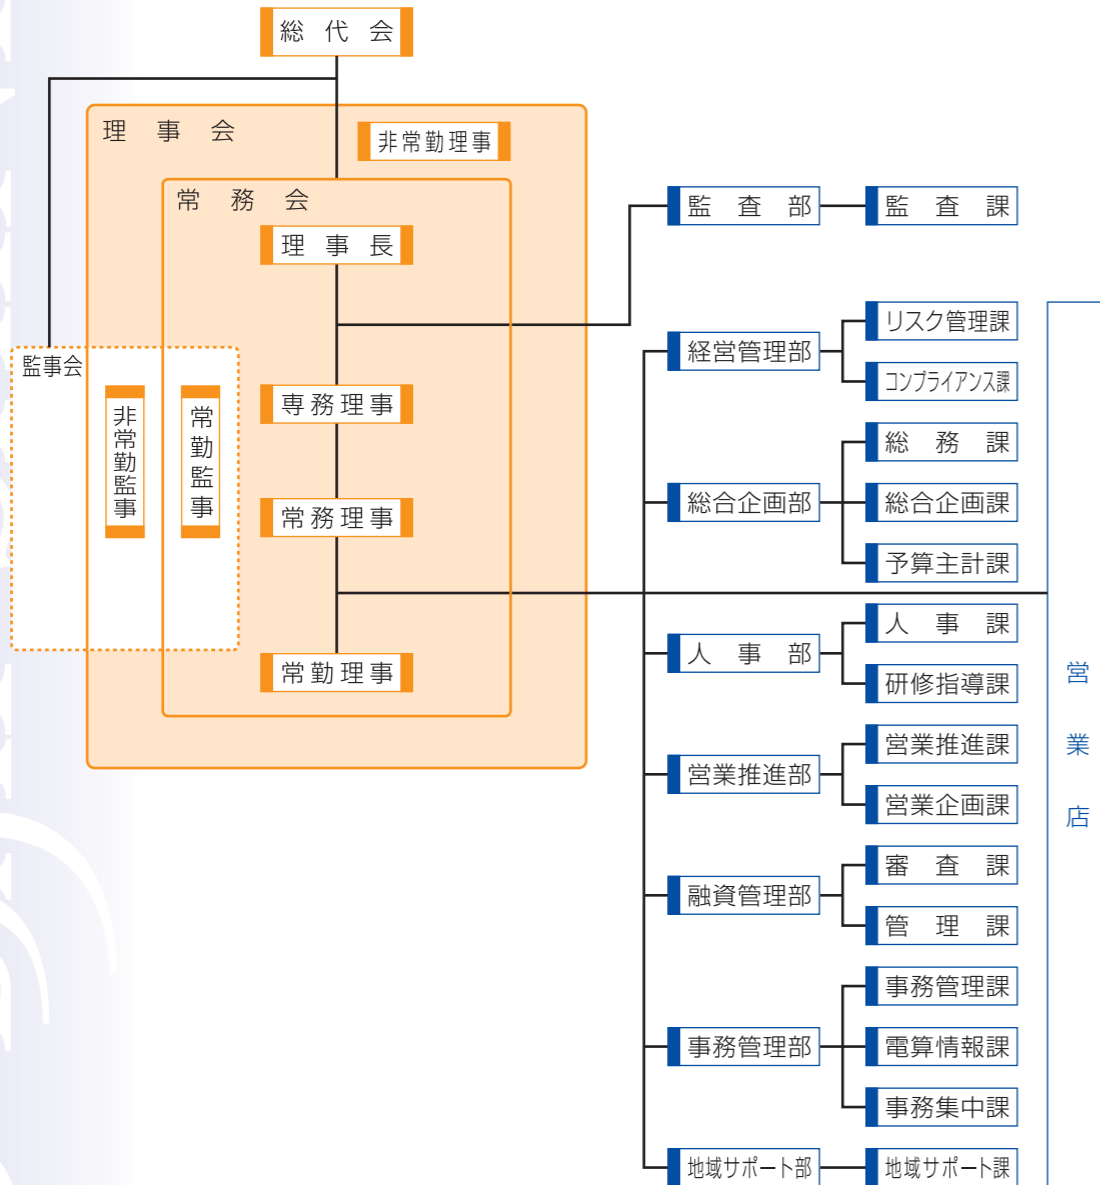 総代会
理事会
非常勤理事
常務会
理事長
監事会
非常勤監事
常勤監事
専務理事
常務理事
常勤理事
監査部
監査課
経営管理部
リスク管理課
コンプライアンス課
総合企画部
総務課
総合企画課
予算主計課
人事部
人事課
研修指導課
営業推進部
営業推進課
営業企画課
融資管理部
審査課
管理課
事務管理部
事務管理課
電算情報課
事務集中課
地域サポート部
地域サポート課
営業店